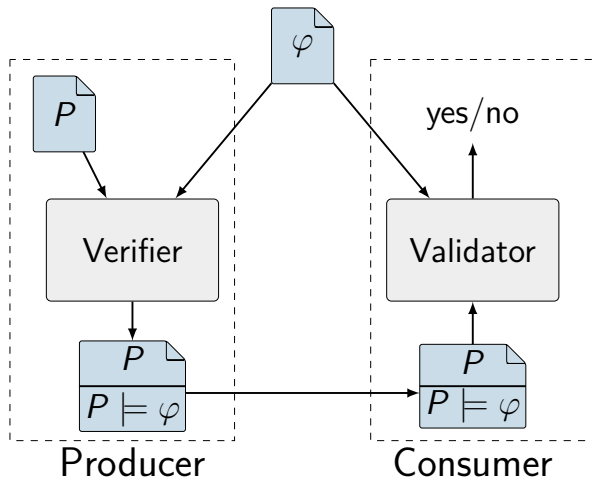 φ
P
yes/no
Verifier
Validator
P
P ⊨ φ
P
P ⊨ φ
Producer
Consumer